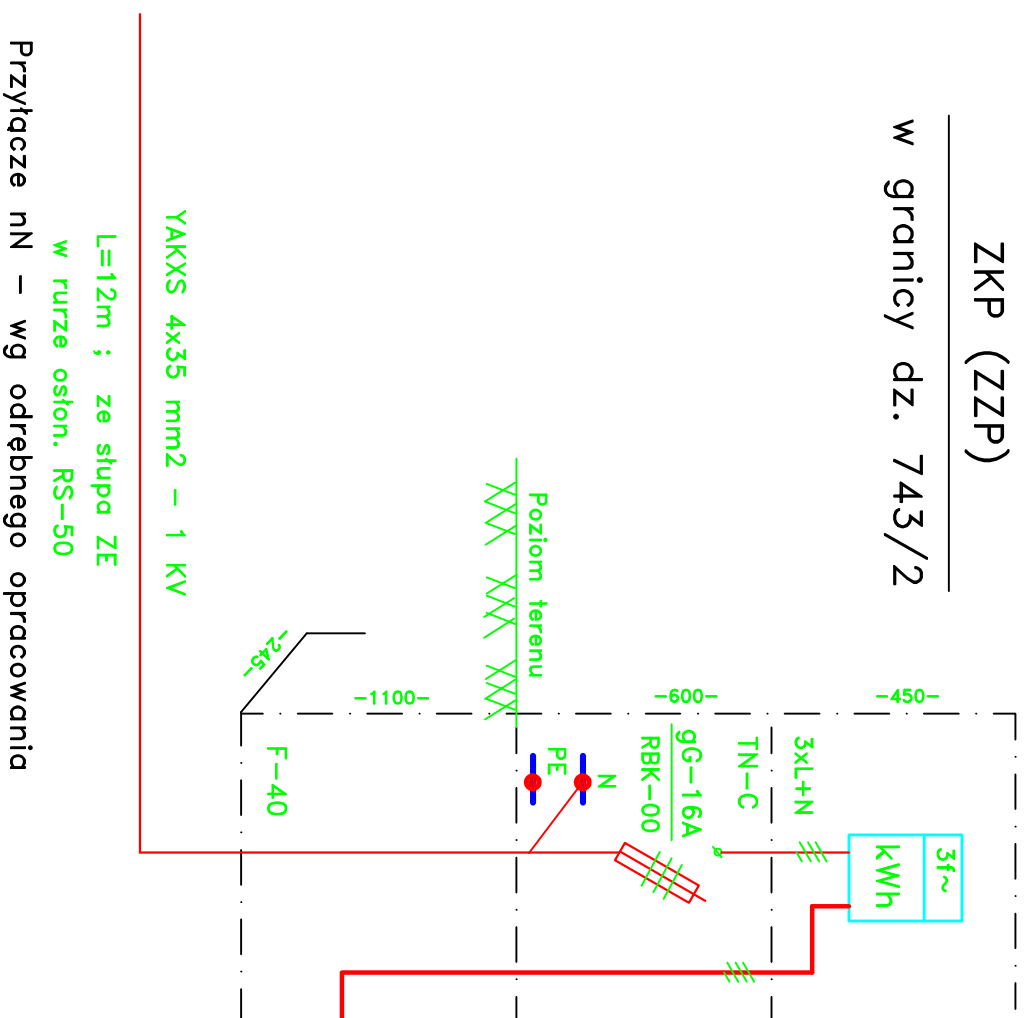 ZKP (ZZP)
w granicy dz. 743/2
-450-
-600-
-1100-
-245-
3f~
kWh
3xL+N
TN-C
gG-16A
RBK-00
N
PE
Poziom terenu
F-40
YAKXS 4x35 mm2 - 1 KV
L=12m ; ze słupa ZE
w rurze osłon. RS-50
Przyłącze nN - wg odrębnego opracowania